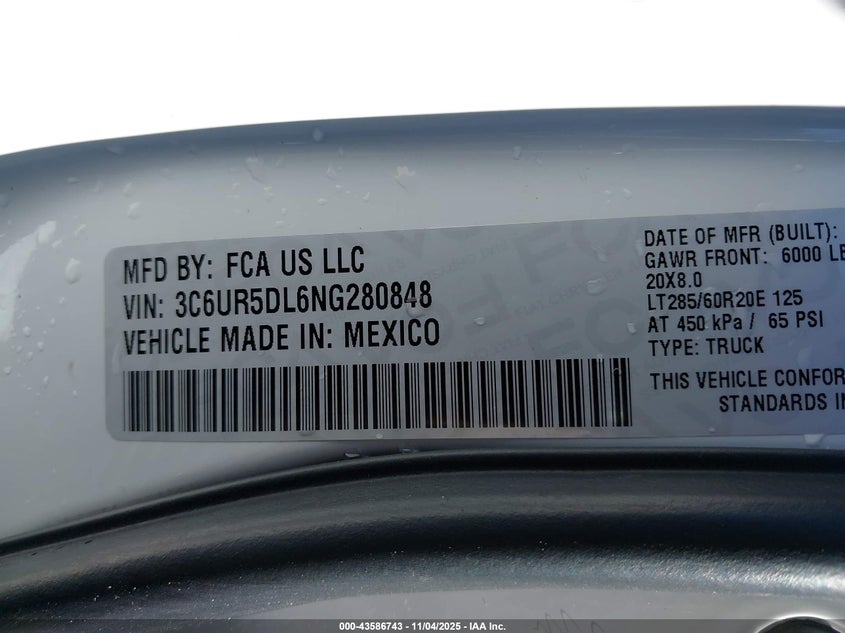 MFD BY: FCA US LLC
VIN: 3C6UR5DL6NG280848
VEHICLE MADE IN: MEXICO
DATE OF MFR (BUILT):
GAWR FRONT: 6000 LB
20X8.0
LT285/60R20E 125
AT 450 kPa / 65 PSI
TYPE: TRUCK
THIS VEHICLE CONFOR
STANDARDS IN
000-43586743 | 11/04/2025 - IAA Inc.